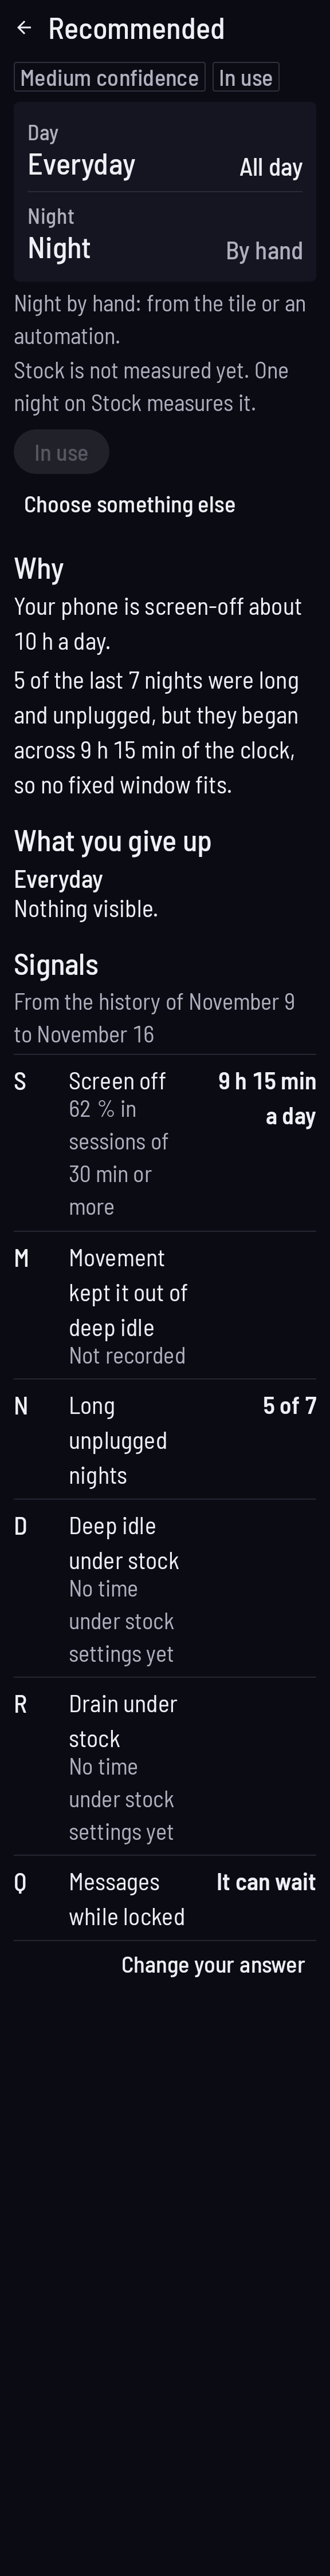 Recommended
Medium confidence
In use
Day
Everyday
All day
Night
Night
By hand
Night by hand: from the tile or an
automation.
Stock is not measured yet. One
night on Stock measures it.
In use
Choose something else
Why
Your phone is screen-off about
10 h a day.
5 of the last 7 nights were long
and unplugged, but they began
across 9 h 15 min of the clock,
so no fixed window fits.
What you give up
Everyday
Nothing visible.
Signals
From the history of November 9
to November 16
S
Screen off
9 h 15 min
a day
62 % in
sessions of
30 min or
more
M
Movement
kept it out of
deep idle
Not recorded
N
Long
unplugged
nights
5 of 7
D
Deep idle
under stock
No time
under stock
settings yet
R
Drain under
stock
No time
under stock
settings yet
Q
Messages
while locked
It can wait
Change your answer